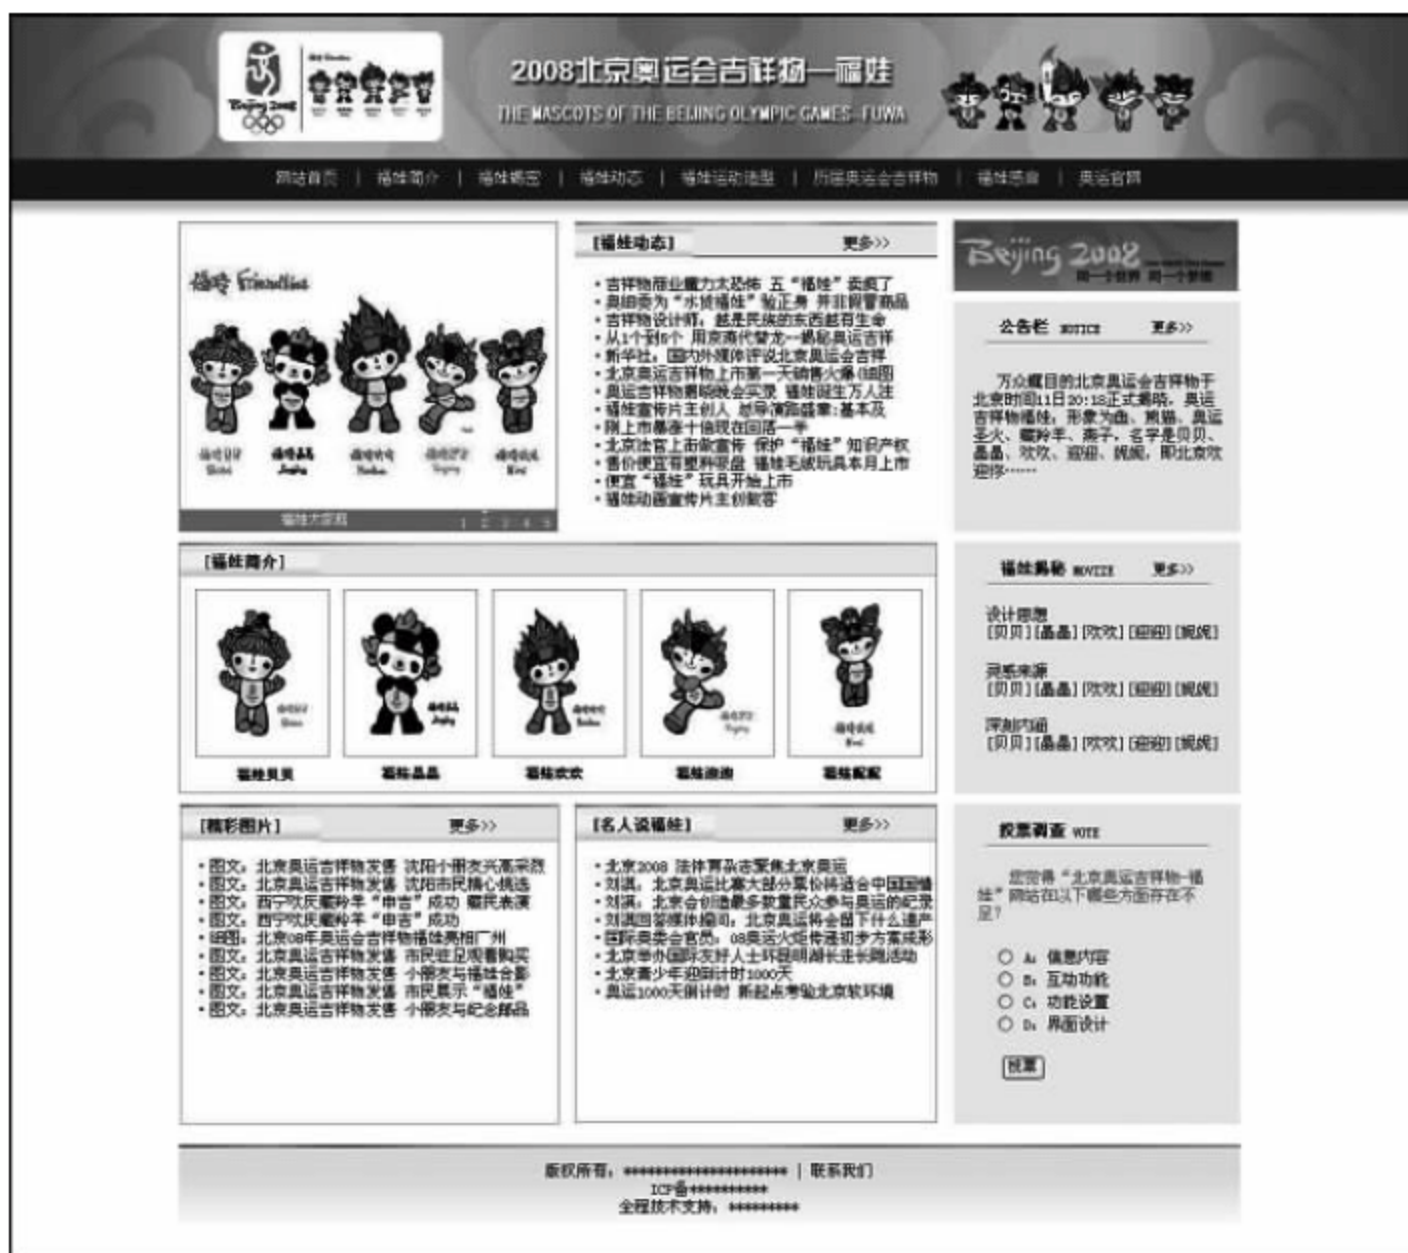 Beijing 2008
2008北京奥运会吉祥物—福娃
THE MASCOTS OF THE BEIJING OLYMPIC GAMES—FUWA
网站首页 | 福娃简介 | 福娃揭密 | 福娃动态 | 福娃运动造型 | 历届奥运会吉祥物 | 福娃感言 | 奥运官网
福娃 Friendlies
福娃大家庭 1 2 3 4 5
[福娃动态] 更多>>
· 吉祥物商业魔力太恐怖 五“福娃”卖疯了
· 奥组委为“水货福娃”验正身 并非假冒商品
· 吉祥物设计师：越是民族的东西越有生命
· 从1个到5个 用京燕代替龙--揭秘奥运吉祥
· 新华社：国内外媒体评说北京奥运会吉祥
· 北京奥运吉祥物上市第一天销售火爆(组图
· 奥运吉祥物揭晓晚会实录 福娃诞生万人注
· 福娃宣传片主创人 总导演路盛章:基本及
· 刚上市暴涨十倍现在回落一半
· 北京法官上街做宣传 保护“福娃”知识产权
· 售价便宜有塑料吸盘 福娃毛绒玩具本月上市
· 便宜“福娃”玩具开始上市
· 福娃动画宣传片主创做客
Beijing 2008
同一个世界 同一个梦想
公告栏 NOTICE 更多>>
万众瞩目的北京奥运会吉祥物于
北京时间11日20:18正式揭晓。奥运
吉祥物福娃，形象为鱼、熊猫、奥运
圣火、藏羚羊、燕子，名字是贝贝、
晶晶、欢欢、迎迎、妮妮，即北京欢
迎你……
[福娃简介]
福娃贝贝 福娃晶晶 福娃欢欢 福娃迎迎 福娃妮妮
福娃揭秘 MOVIZE 更多>>
设计思想
[贝贝][晶晶][欢欢][迎迎][妮妮]
灵感来源
[贝贝][晶晶][欢欢][迎迎][妮妮]
深刻内涵
[贝贝][晶晶][欢欢][迎迎][妮妮]
[精彩图片] 更多>>
· 图文：北京奥运吉祥物发售 沈阳小朋友兴高采烈
· 图文：北京奥运吉祥物发售 沈阳市民精心挑选
· 图文：西宁欢庆藏羚羊“申吉”成功 藏民表演
· 图文：西宁欢庆藏羚羊“申吉”成功
· 组图：北京08年奥运会吉祥物福娃亮相广州
· 图文：北京奥运吉祥物发售 市民驻足观看购买
· 图文：北京奥运吉祥物发售 小朋友与福娃合影
· 图文：北京奥运吉祥物发售 市民展示“福娃”
· 图文：北京奥运吉祥物发售 小朋友与纪念邮品
[名人说福娃] 更多>>
· 北京2008 法体育杂志聚焦北京奥运
· 刘淇：北京奥运比赛大部分票价将适合中国国情
· 刘淇：北京会创造最多数量民众参与奥运的纪录
· 刘淇回答媒体提问：北京奥运将会留下什么遗产
· 国际奥委会官员：08奥运火炬传递初步方案成形
· 北京举办国际友好人士环昆明湖长走长跑活动
· 北京青少年迎倒计时1000天
· 奥运1000天倒计时 新起点考验北京软环境
投票调查 VOTE
您觉得“北京奥运吉祥物-福
娃”网站在以下哪些方面存在不
足？
A：信息内容
B：互动功能
C：功能设置
D：界面设计
投票
版权所有：********************* | 联系我们
ICP备**********
全程技术支持：*********